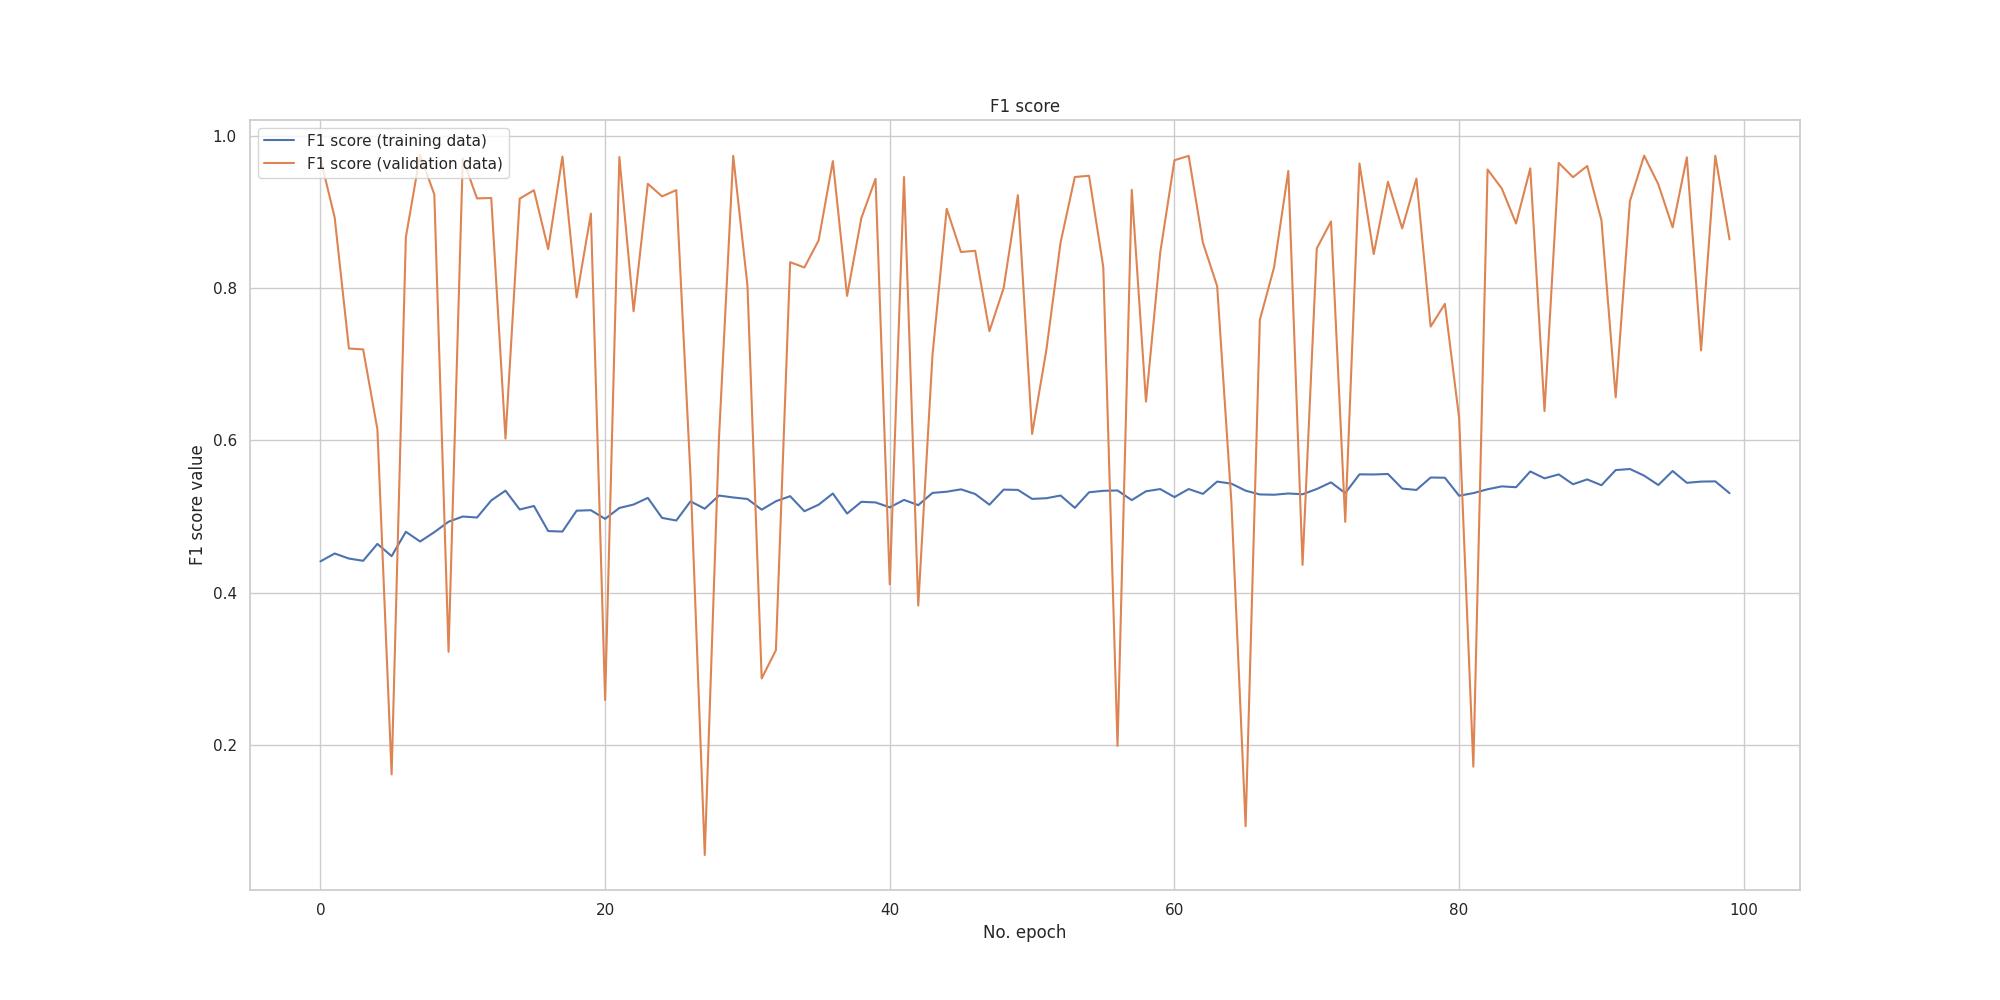 F1 score
F1 score (training data)
F1 score (validation data)
1.0
0.8
0.6
0.4
0.2
F1 score value
0 20 40 60 80 100
No. epoch